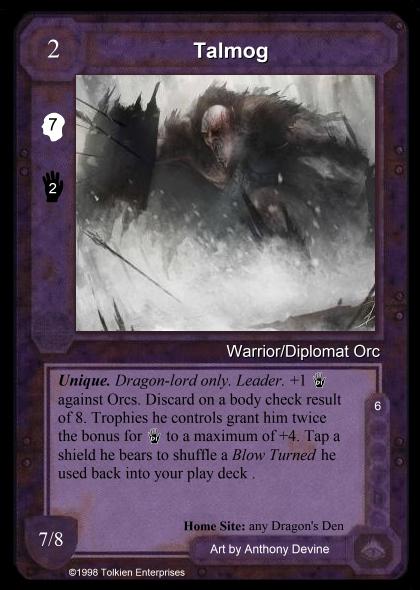 2
Talmog
7
2
Warrior/Diplomat Orc
Unique. Dragon-lord only. Leader. +1
against Orcs. Discard on a body check result
of 8. Trophies he controls grant him twice
the bonus for to a maximum of +4. Tap a
shield he bears to shuffle a Blow Turned he
used back into your play deck .
6
Home Site: any Dragon's Den
7/8
Art by Anthony Devine
©1998 Tolkien Enterprises